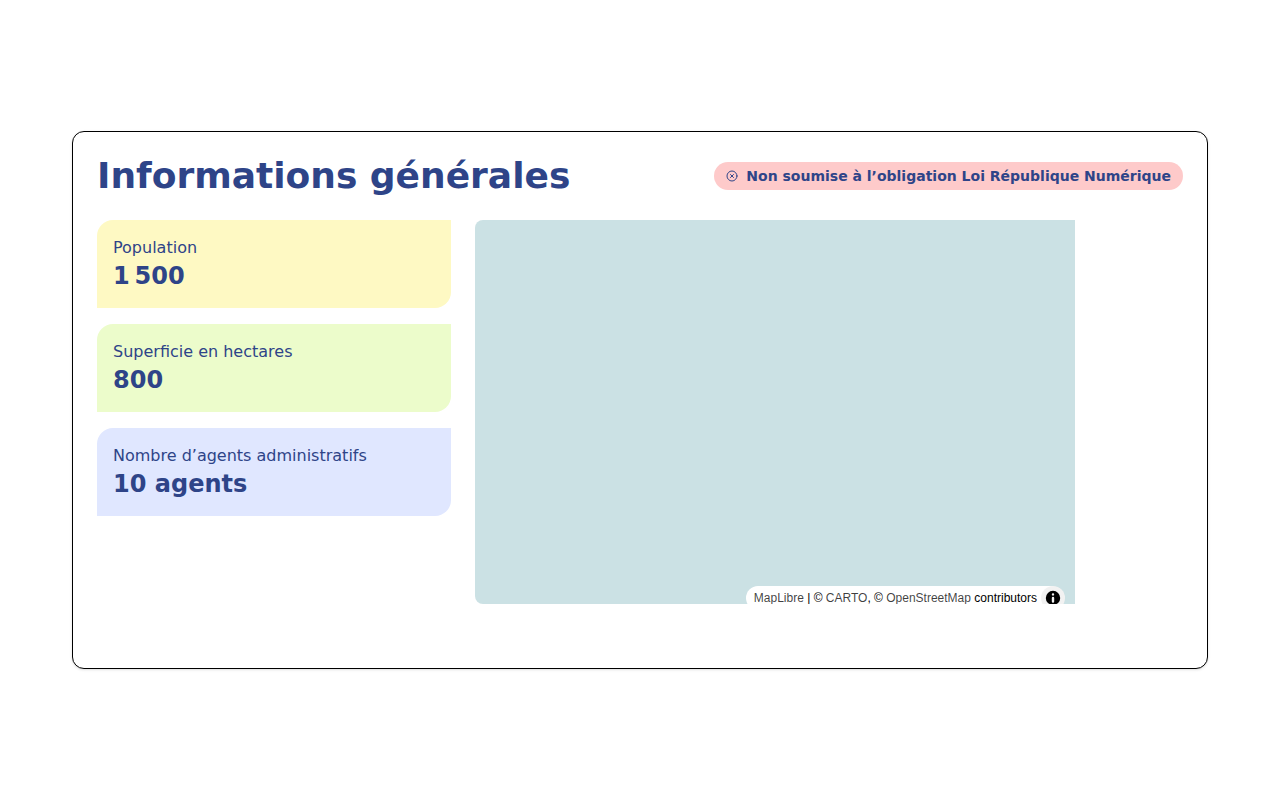 Informations générales
Non soumise à l’obligation Loi République Numérique
Population
1 500
Superficie en hectares
800
Nombre d’agents administratifs
10 agents
MapLibre | © CARTO, © OpenStreetMap contributors